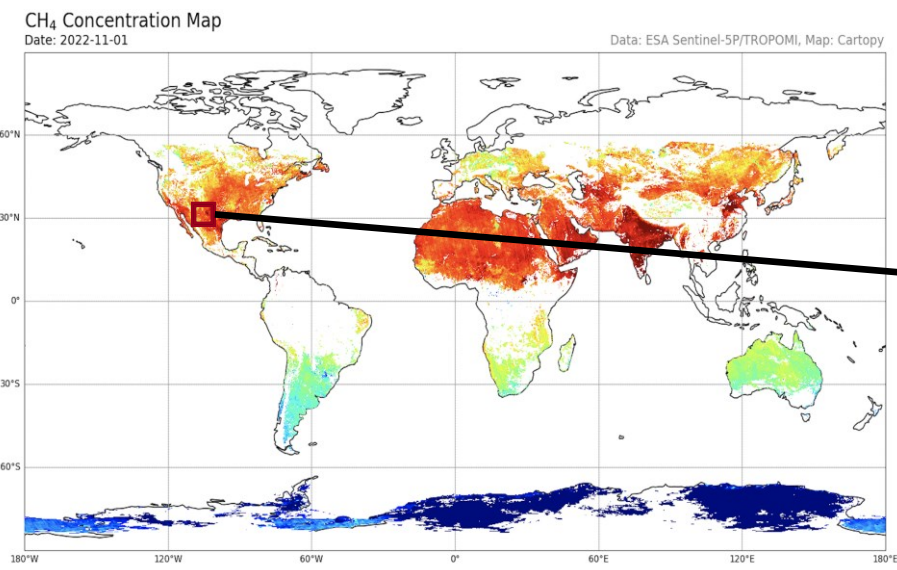 CH₄ Concentration Map
Date: 2022-11-01
Data: ESA Sentinel-5P/TROPOMI, Map: Cartopy
60°N
30°N
0°
30°S
60°S
180°W 120°W 60°W 0° 60°E 120°E 180°E